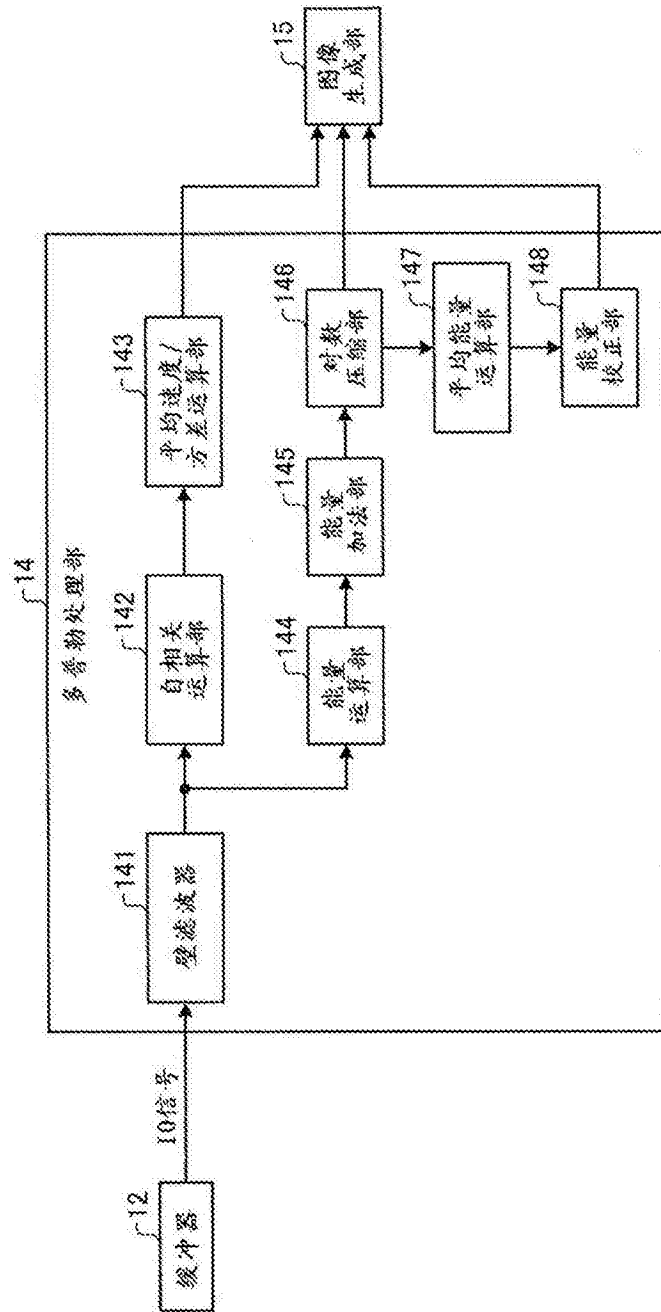 14
多普勒处理部
12
缓冲器
IQ信号
141
壁滤波器
142
自相关
运算部
143
平均速度/
方差运算部
144
能量
运算部
145
能量
加法部
146
对数
压缩部
147
平均能量
运算部
148
能量
校正部
15
图像
生成部